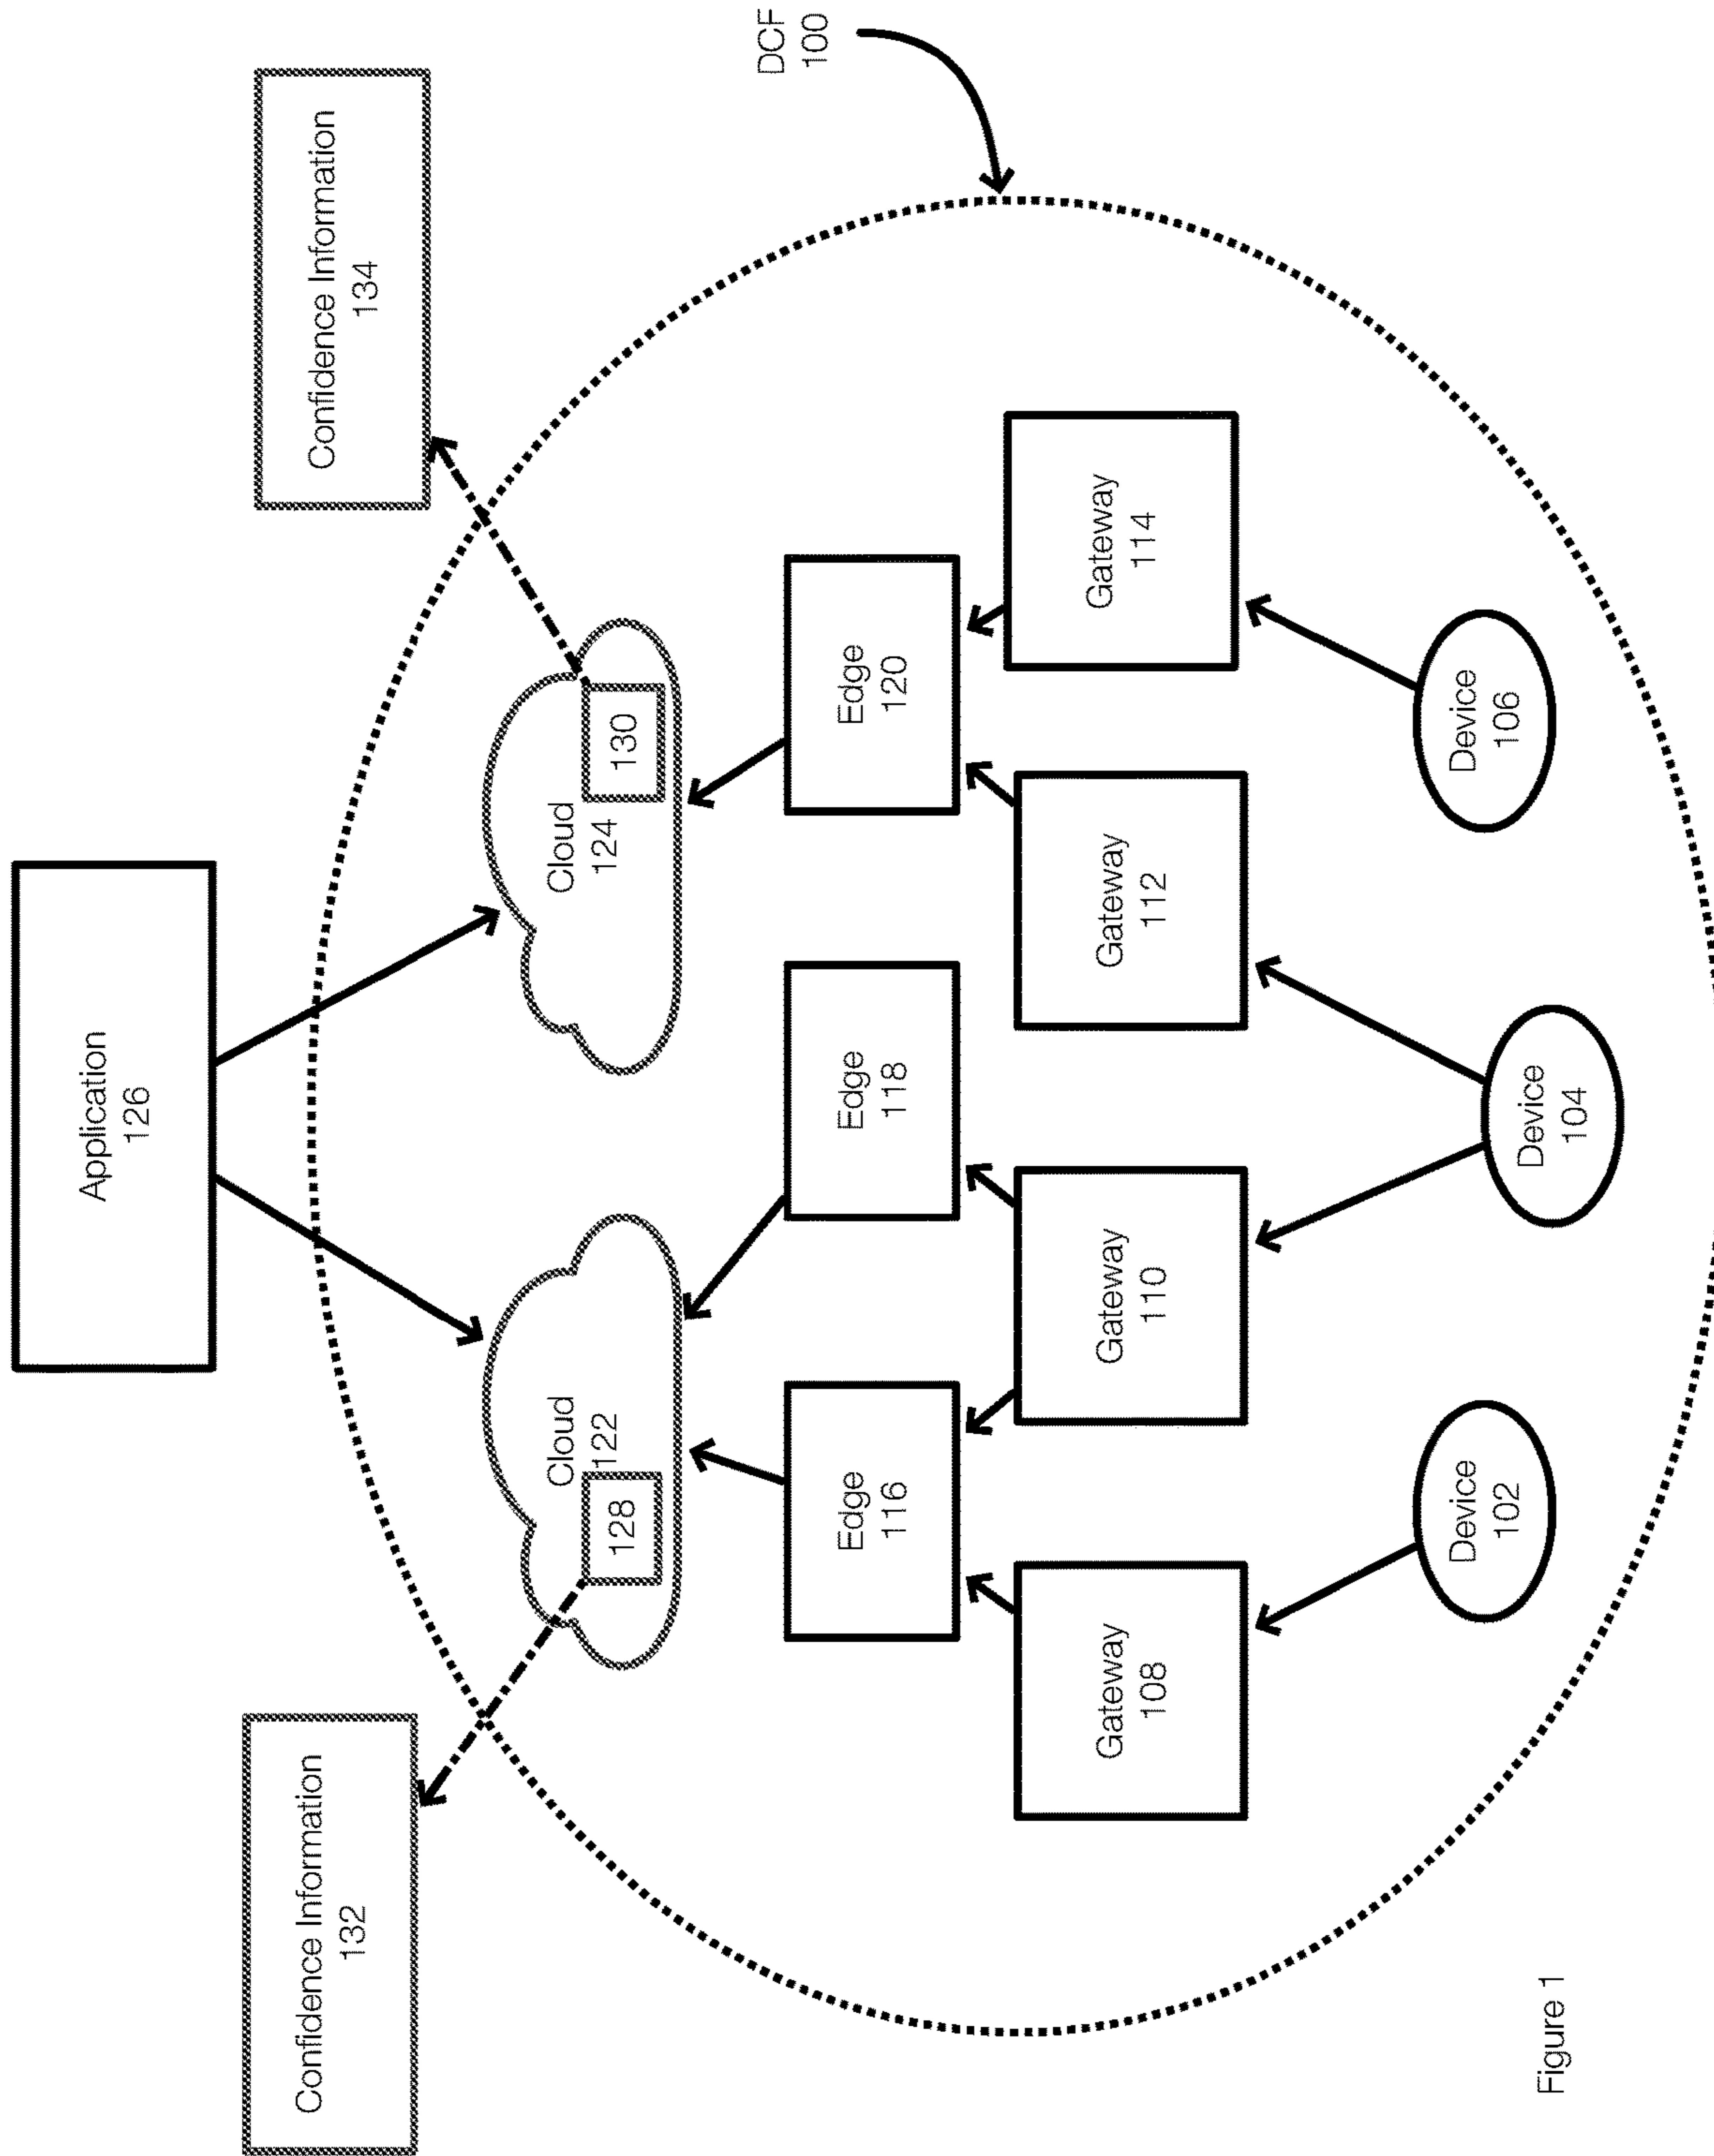 Application
126
Confidence Information
132
Confidence Information
134
DCF
100
Cloud
122
128
Cloud
124
130
Edge
116
Edge
118
Edge
120
Gateway
108
Gateway
110
Gateway
112
Gateway
114
Device
102
Device
104
Device
106
Figure 1